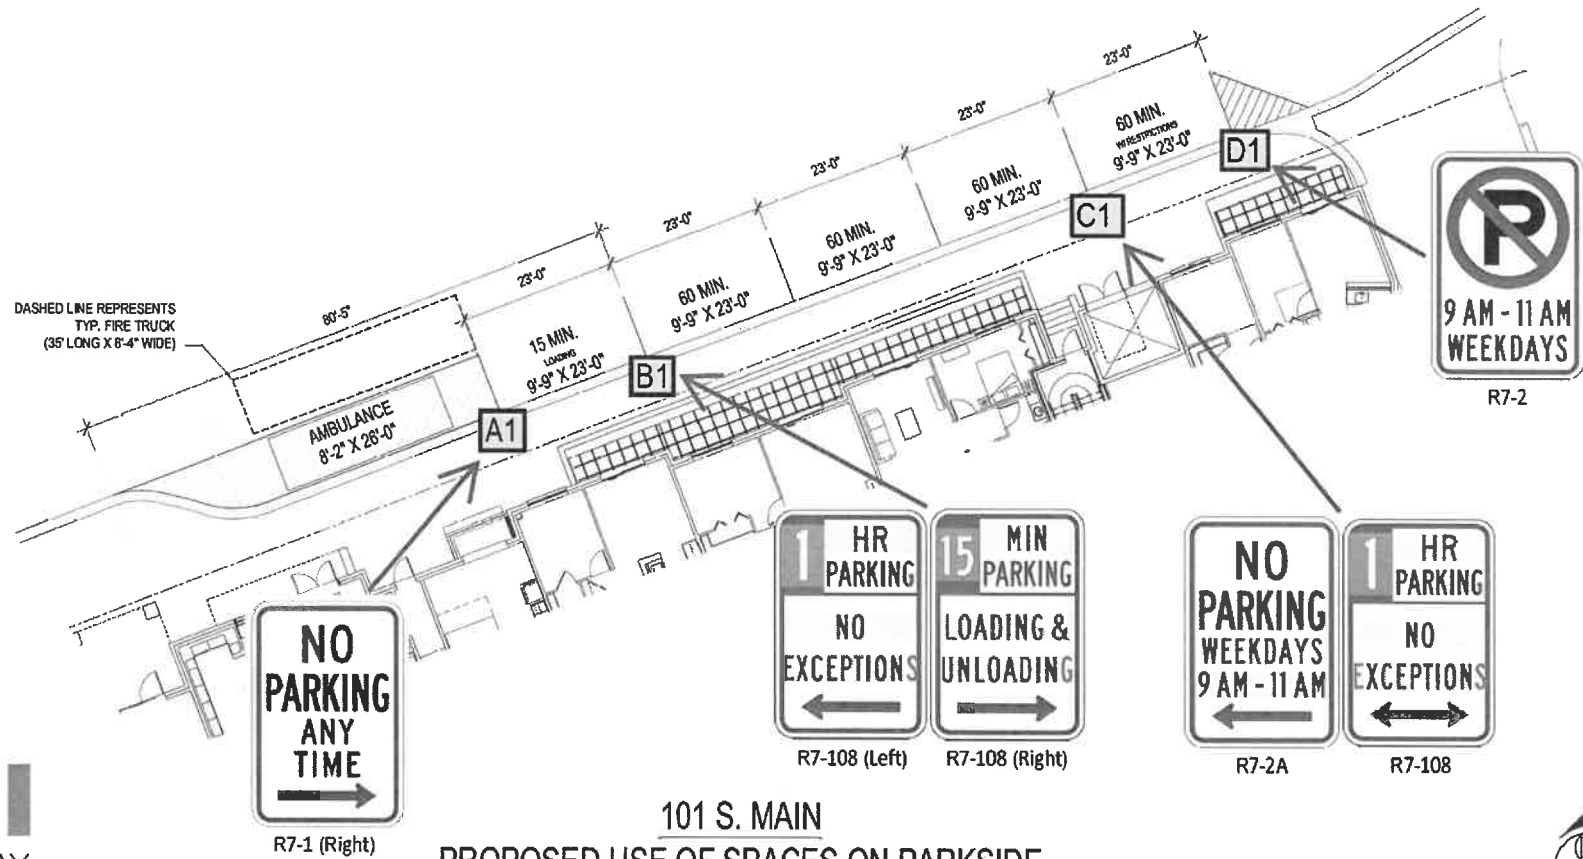 23'-0"
23'-0"
23'-0"
23'-0"
23'-0"
80'-5"
60 MIN.
W/RESTRICTIONS
9'-9" X 23'-0"
60 MIN.
9'-9" X 23'-0"
60 MIN.
9'-9" X 23'-0"
60 MIN.
9'-9" X 23'-0"
15 MIN.
LOADING
9'-9" X 23'-0"
DASHED LINE REPRESENTS
TYP. FIRE TRUCK
(35' LONG X 8'-4" WIDE)
AMBULANCE
8'-2" X 26'-0"
A1
B1
C1
D1
P
9 AM - 11 AM
WEEKDAYS
R7-2
NO
PARKING
ANY
TIME
R7-1 (Right)
1 HR
PARKING
NO
EXCEPTIONS
R7-108 (Left)
15 MIN
PARKING
LOADING &
UNLOADING
R7-108 (Right)
NO
PARKING
WEEKDAYS
9 AM - 11 AM
R7-2A
1 HR
PARKING
NO
EXCEPTIONS
R7-108
101 S. MAIN
PROPOSED USE OF SPACES ON PARKSIDE